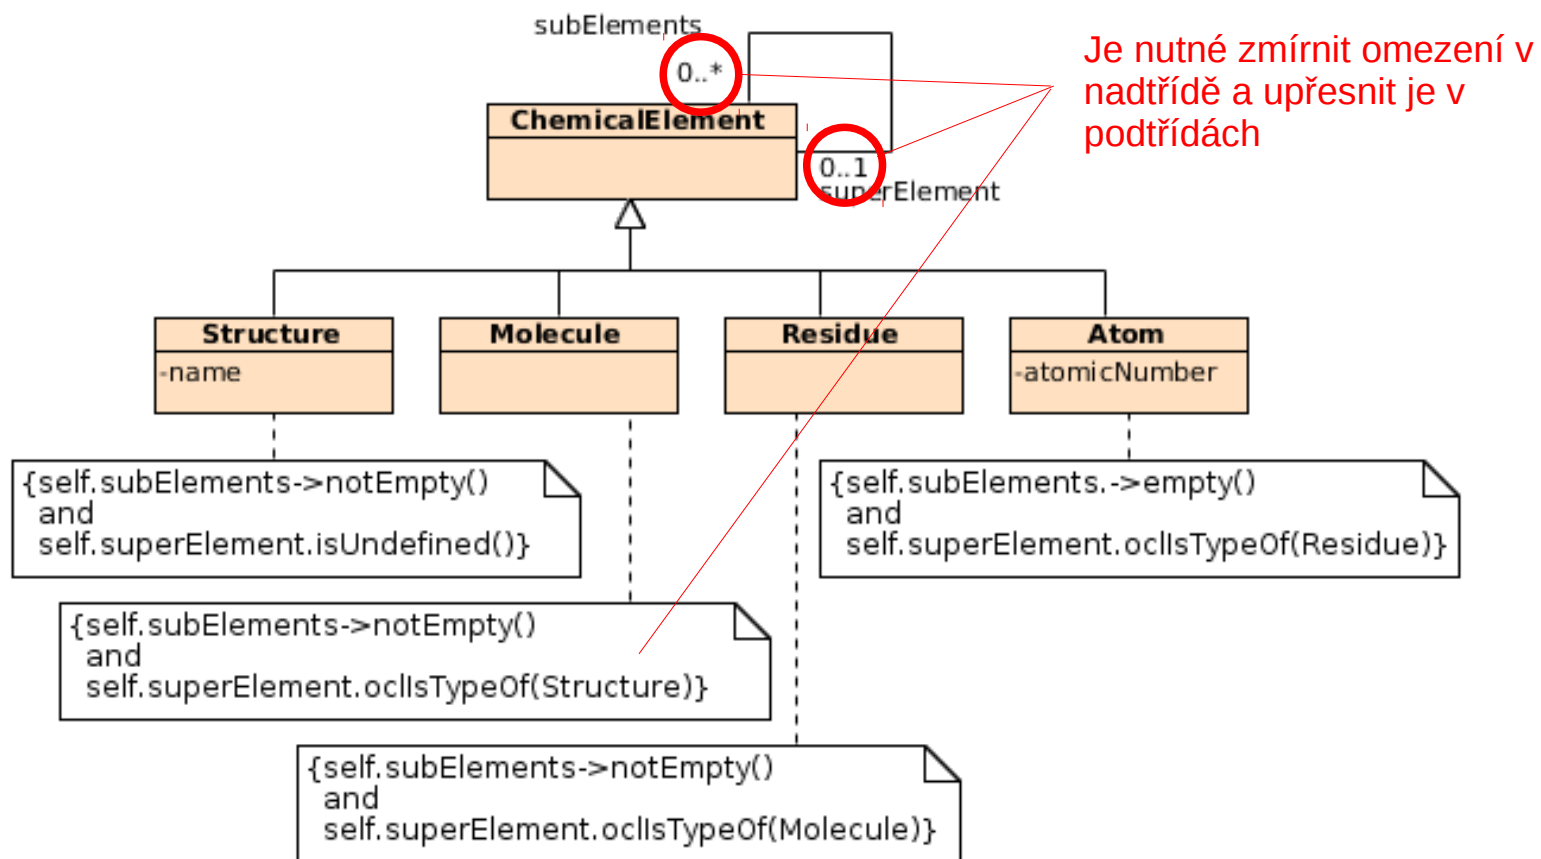 subElements
0..*
Je nutné zmírnit omezení v
nadtřídě a upřesnit je v
podtřídách
ChemicalElement
0..1
superElement
Structure
-name
Molecule
Residue
Atom
-atomicNumber
{self.subElements->notEmpty()
and
self.superElement.isUndefined()}
{self.subElements.->empty()
and
self.superElement.oclIsTypeOf(Residue)}
{self.subElements->notEmpty()
and
self.superElement.oclIsTypeOf(Structure)}
{self.subElements->notEmpty()
and
self.superElement.oclIsTypeOf(Molecule)}